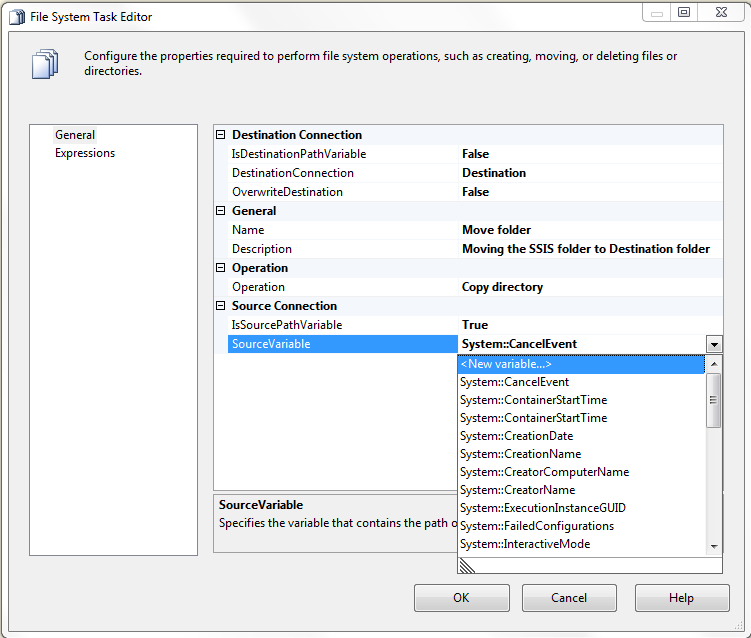 File System Task Editor
Configure the properties required to perform file system operations, such as creating, moving, or deleting files or
directories.
General
Expressions
Destination Connection
IsDestinationPathVariable False
DestinationConnection Destination
OverwriteDestination False
General
Name Move folder
Description Moving the SSIS folder to Destination folder
Operation
Operation Copy directory
Source Connection
IsSourcePathVariable True
SourceVariable System::CancelEvent
<New variable...>
System::CancelEvent
System::ContainerStartTime
System::ContainerStartTime
System::CreationDate
System::CreationName
System::CreatorComputerName
System::CreatorName
System::ExecutionInstanceGUID
System::FailedConfigurations
System::InteractiveMode
SourceVariable
Specifies the variable that contains the path o
OK Cancel Help